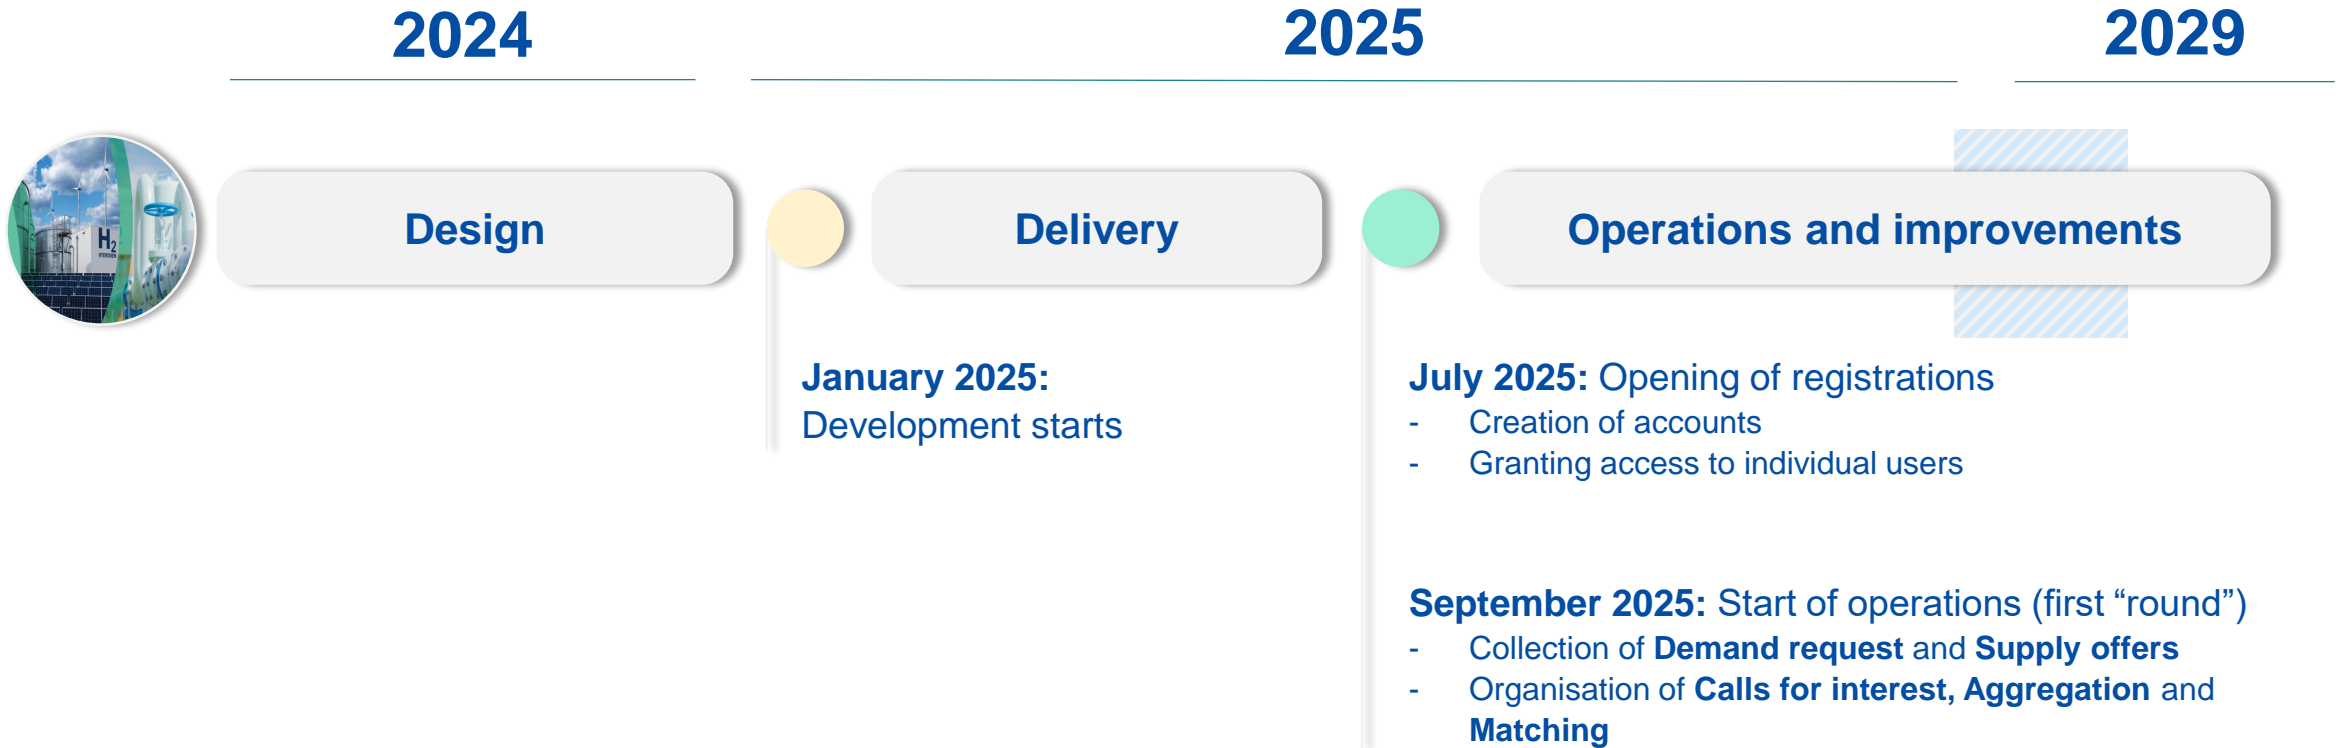 2024
2025
2029
H2
HYDROGEN
Design
Delivery
Operations and improvements
January 2025:
Development starts
July 2025: Opening of registrations
- Creation of accounts
- Granting access to individual users
September 2025: Start of operations (first “round”)
- Collection of Demand request and Supply offers
- Organisation of Calls for interest, Aggregation and
Matching